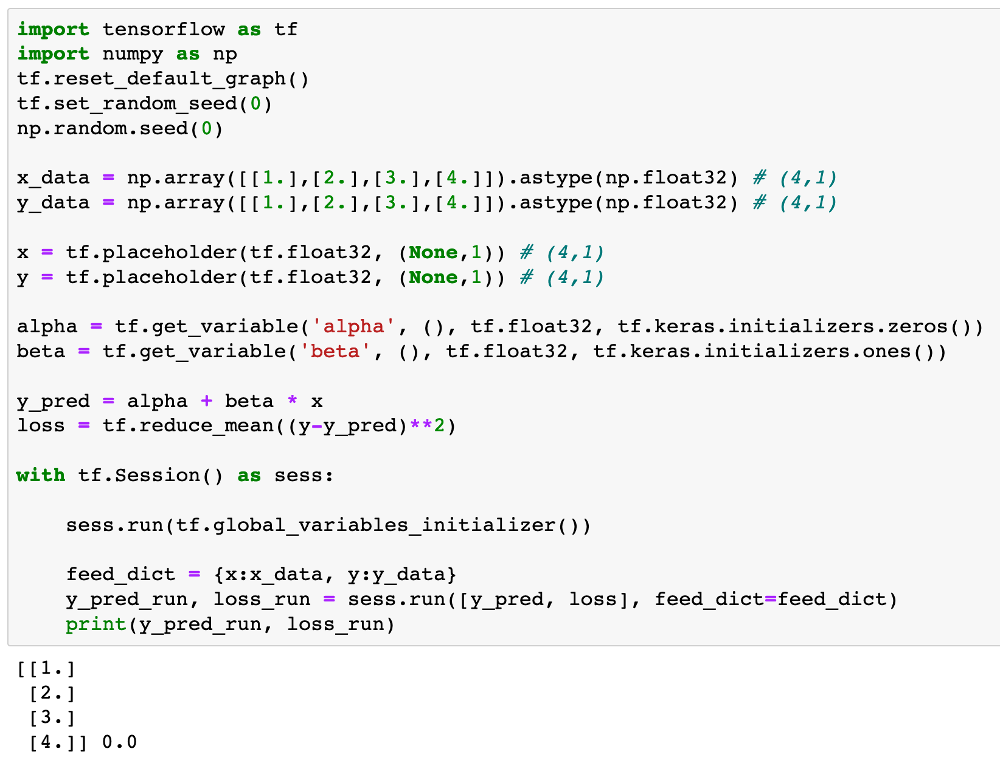 import tensorflow as tf
import numpy as np
tf.reset_default_graph()
tf.set_random_seed(0)
np.random.seed(0)

x_data = np.array([[1.],[2.],[3.],[4.]]).astype(np.float32) # (4,1)
y_data = np.array([[1.],[2.],[3.],[4.]]).astype(np.float32) # (4,1)

x = tf.placeholder(tf.float32, (None,1)) # (4,1)
y = tf.placeholder(tf.float32, (None,1)) # (4,1)

alpha = tf.get_variable('alpha', (), tf.float32, tf.keras.initializers.zeros())
beta = tf.get_variable('beta', (), tf.float32, tf.keras.initializers.ones())

y_pred = alpha + beta * x
loss = tf.reduce_mean((y-y_pred)**2)

with tf.Session() as sess:

    sess.run(tf.global_variables_initializer())

    feed_dict = {x:x_data, y:y_data}
    y_pred_run, loss_run = sess.run([y_pred, loss], feed_dict=feed_dict)
    print(y_pred_run, loss_run)

[[1.]
 [2.]
 [3.]
 [4.]] 0.0